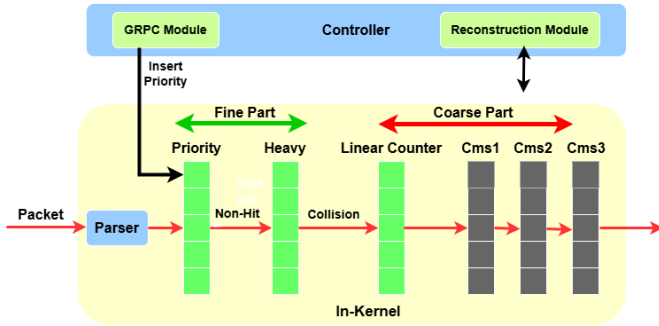 GRPC Module
Controller
Reconstruction Module
Insert
Priority
Fine Part
Coarse Part
Priority
Heavy
Linear Counter
Cms1
Cms2
Cms3
Packet
Parser
Non-Hit
Collision
In-Kernel